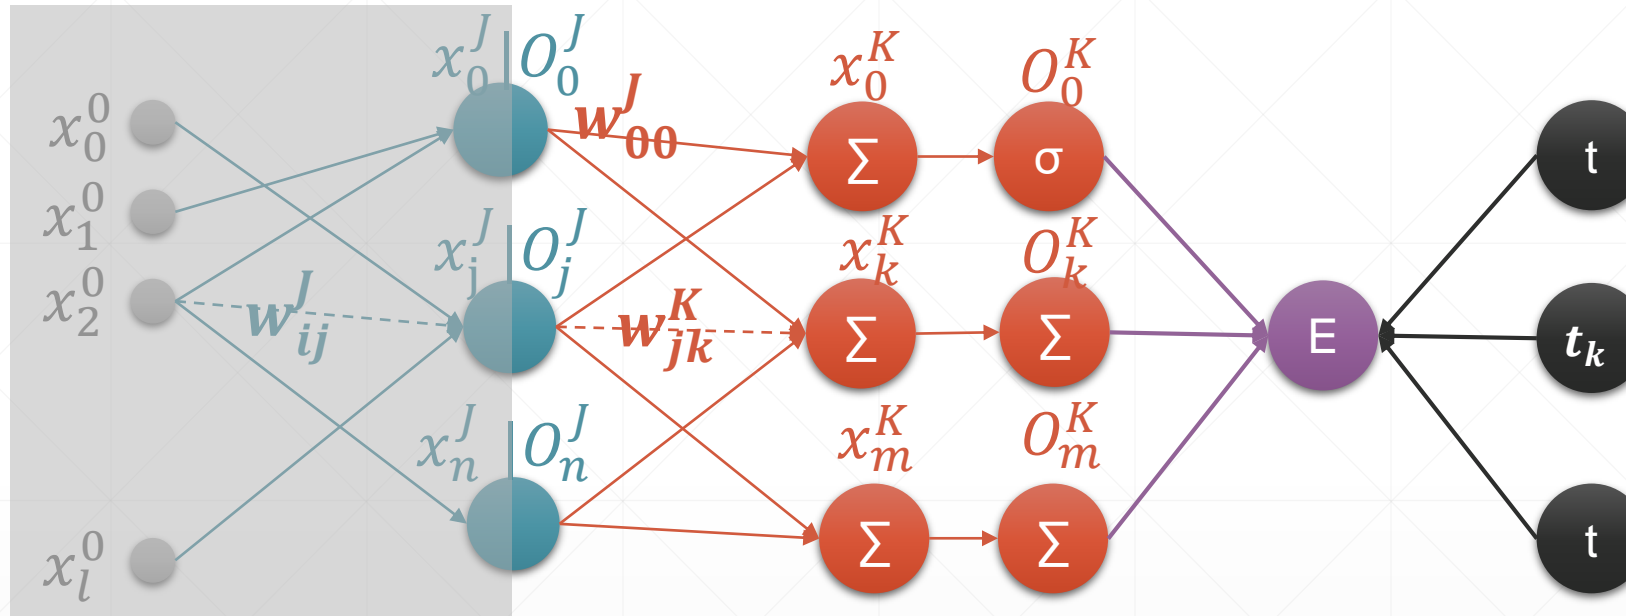 x_0^J | O_0^J
x_0^K
O_0^K
x_0^0
w_00^J
∑
σ
t
x_1^0
x_j^J | O_j^J
x_k^K
O_k^K
x_2^0
w_ij^J
w_jk^K
∑
∑
E
t_k
x_n^J | O_n^J
x_m^K
O_m^K
x_l^0
∑
∑
t